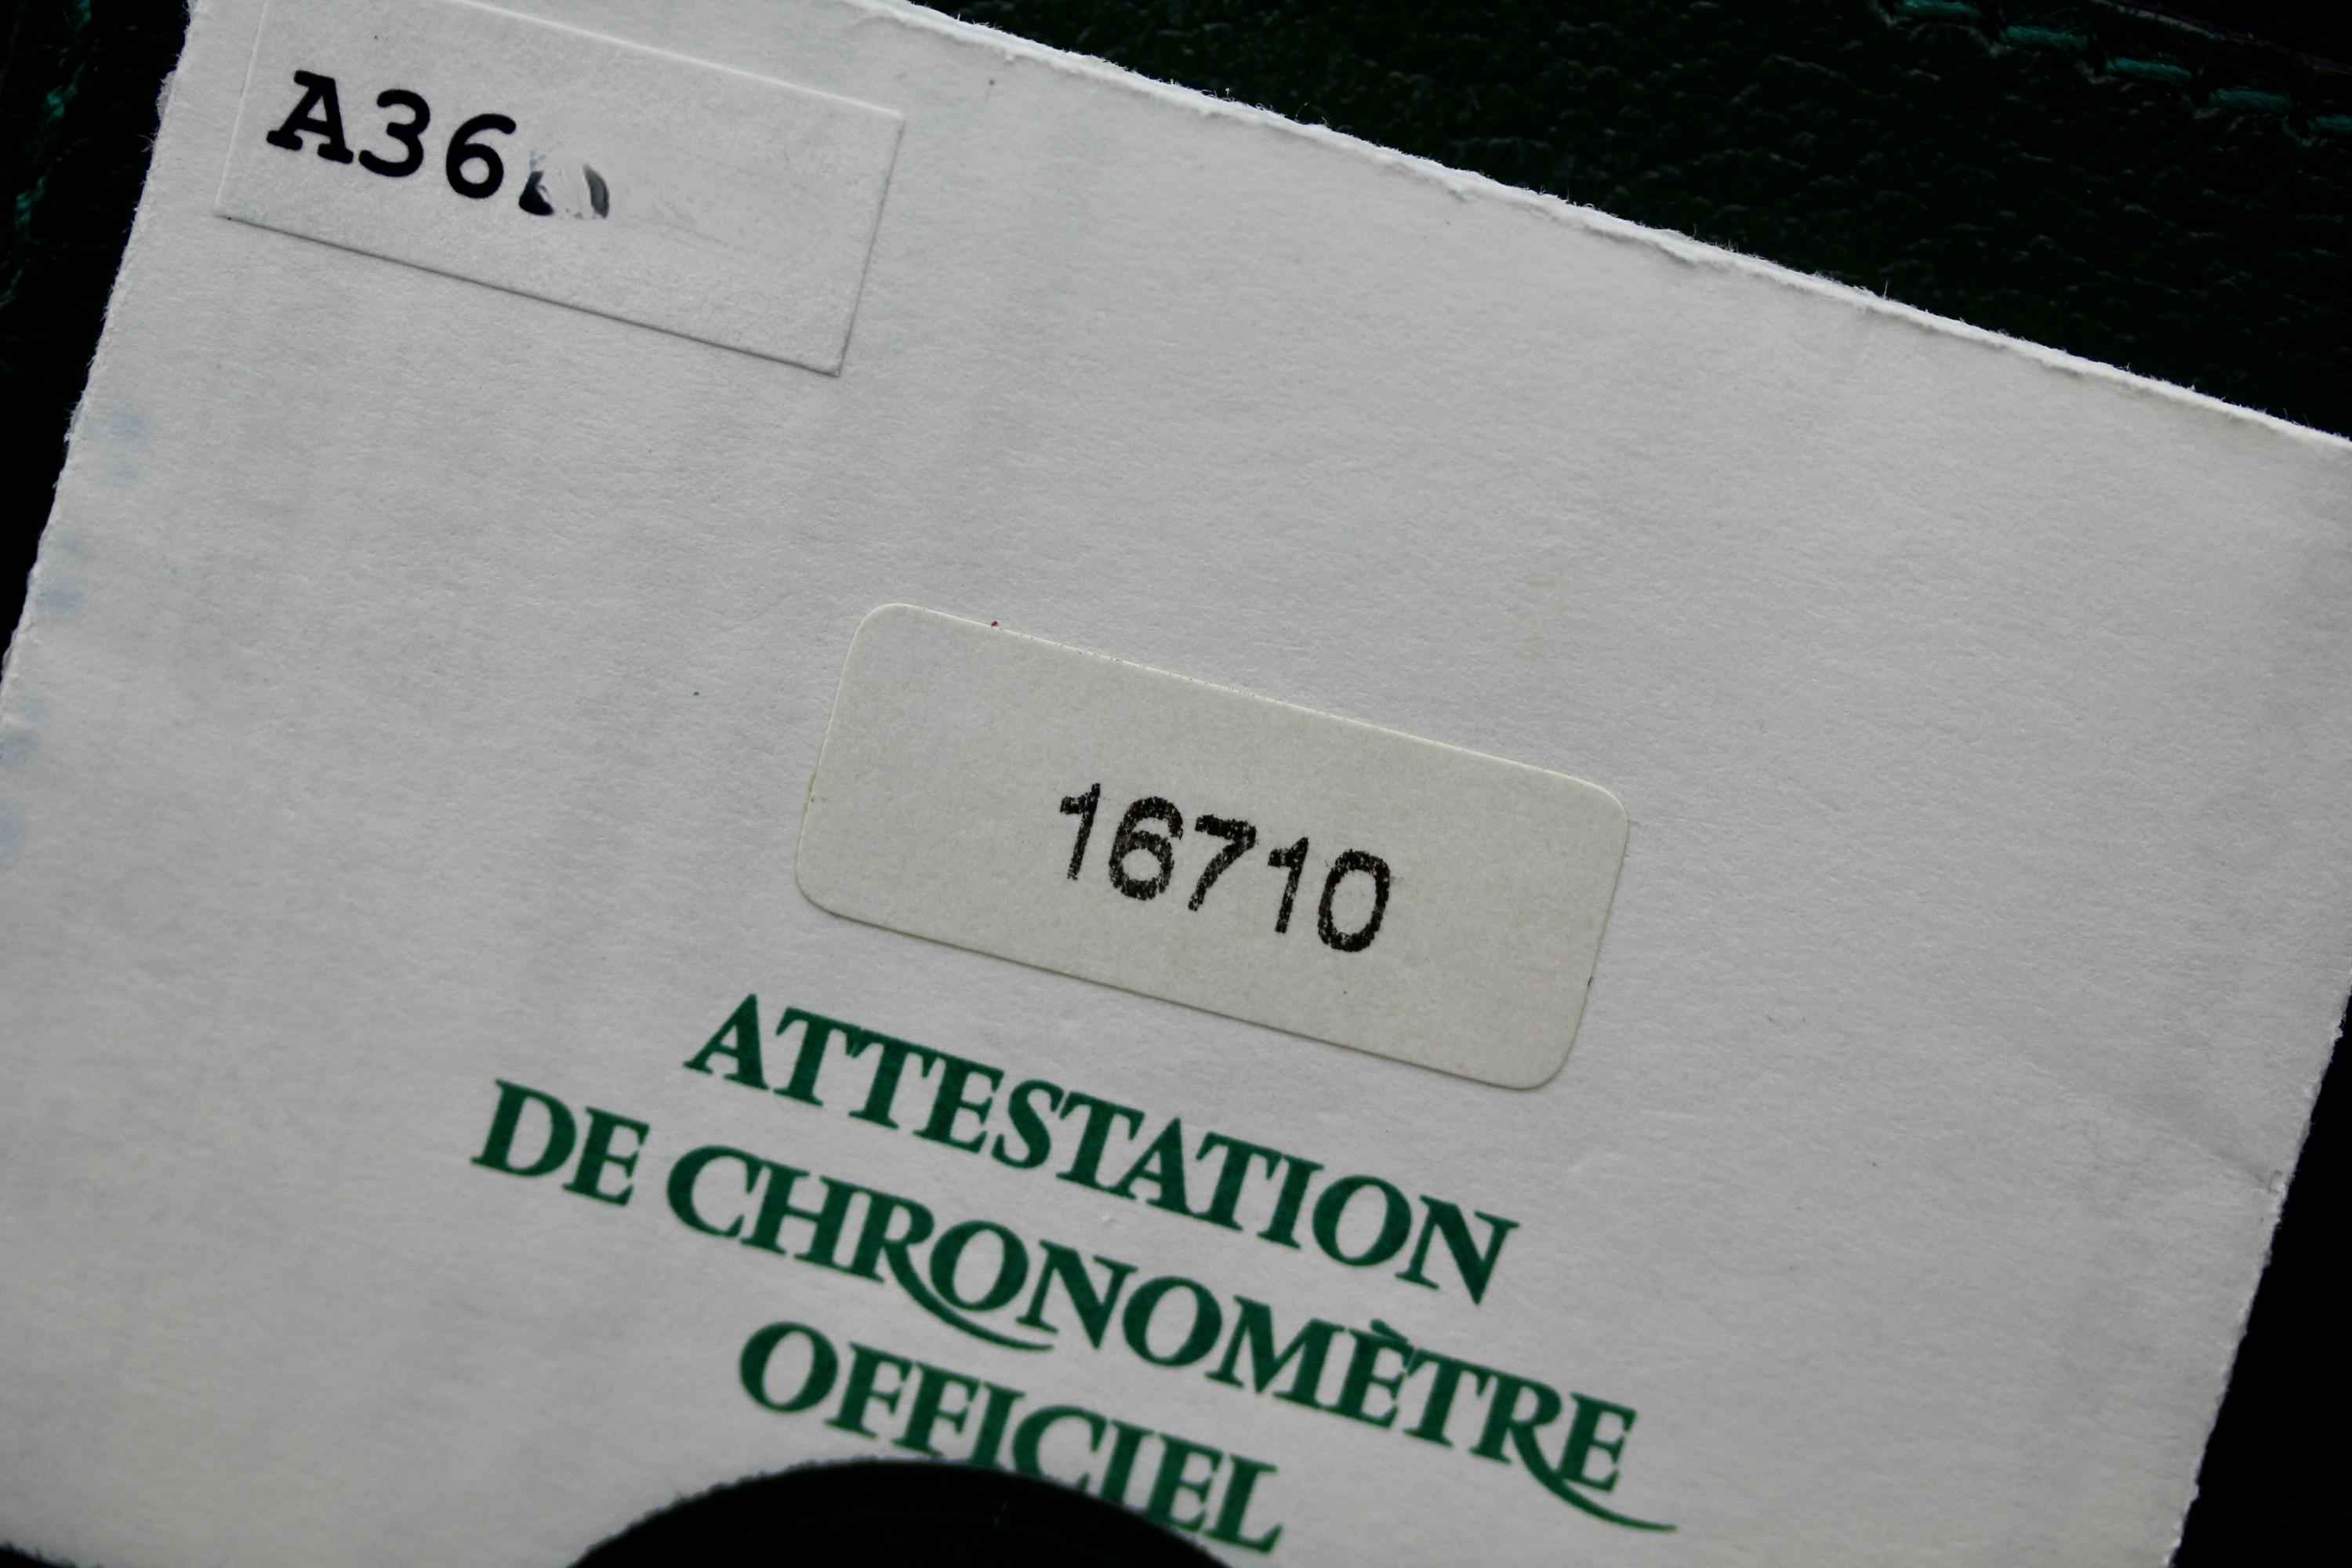 A36
16710
ATTESTATION
DE CHRONOMÈTRE
OFFICIEL